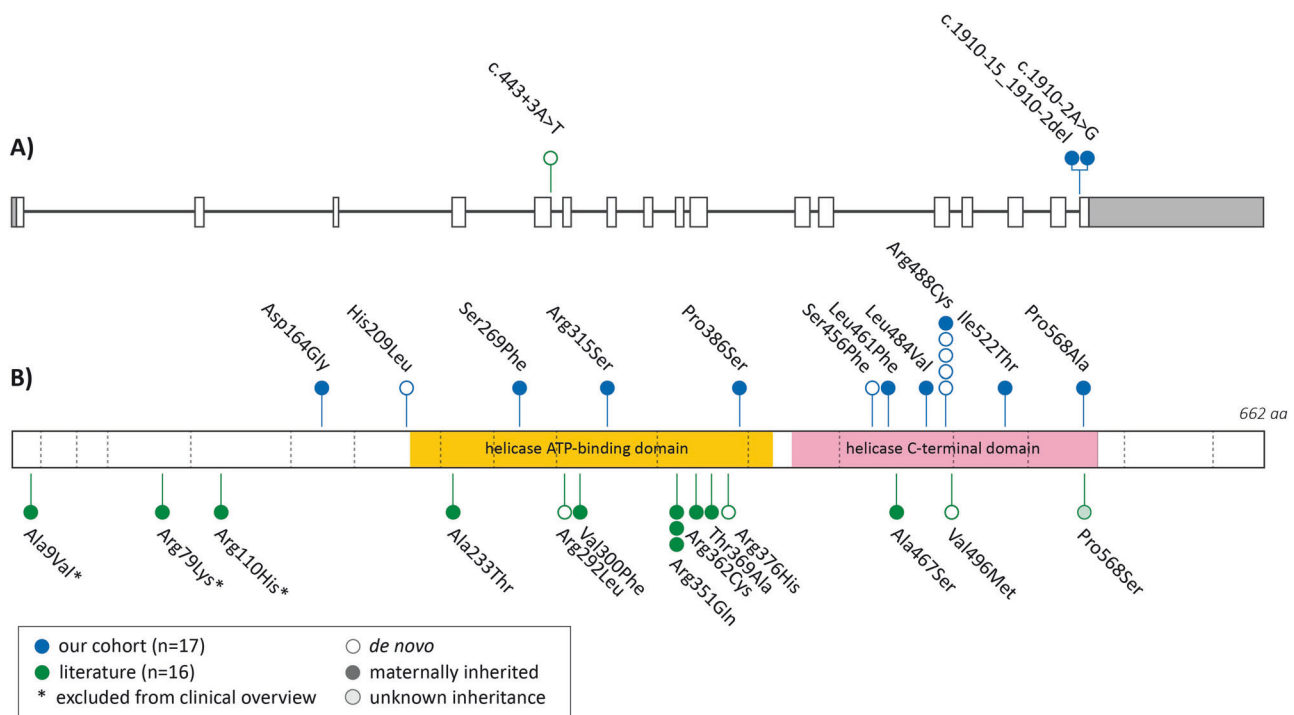 A)
c.443+3A>T
c.1910-15_1910-2del
c.1910-2A>G
B)
Asp164Gly
His209Leu
Ser269Phe
Arg315Ser
Pro386Ser
Ser456Phe
Leu461Phe
Leu484Val
Arg488Cys
Ile522Thr
Pro568Ala
662 aa
helicase ATP-binding domain
helicase C-terminal domain
Ala9Val*
Arg79Lys*
Arg110His*
Ala233Thr
Arg292Leu
Val300Phe
Arg351Gln
Arg362Cys
Thr369Ala
Arg376His
Ala467Ser
Val496Met
Pro568Ser
our cohort (n=17)
de novo
literature (n=16)
maternally inherited
* excluded from clinical overview
unknown inheritance